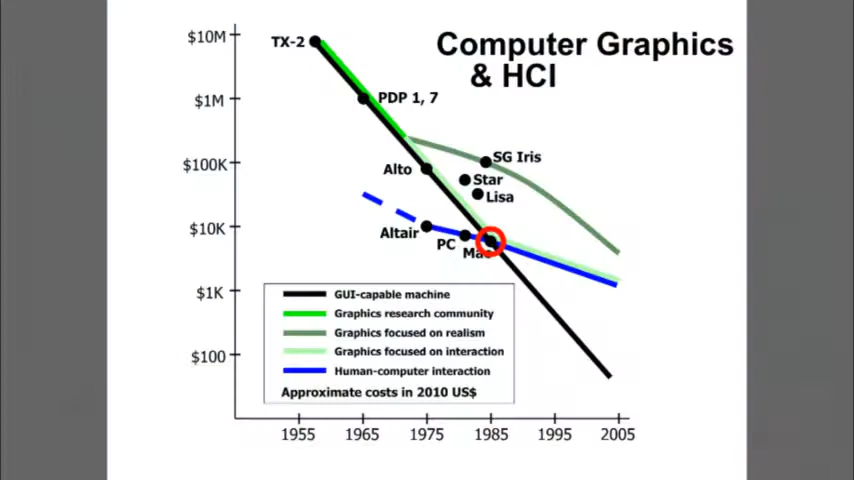 Computer Graphics
& HCI
$10M
$1M
$100K
$10K
$1K
$100
TX-2
PDP 1, 7
SG Iris
Alto
Star
Lisa
Altair
PC
Mac
GUI-capable machine
Graphics research community
Graphics focused on realism
Graphics focused on interaction
Human-computer interaction
Approximate costs in 2010 US$
1955 1965 1975 1985 1995 2005